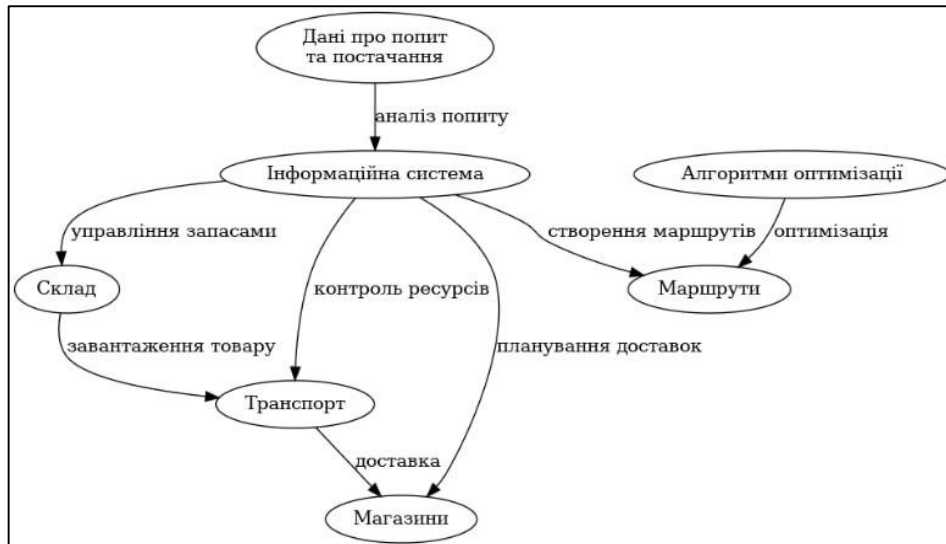 Дані про попит
та постачання
аналіз попиту
Інформаційна система
Алгоритми оптимізації
управління запасами
створення маршрутів
оптимізація
Склад
контроль ресурсів
Маршрути
завантаження товару
планування доставок
Транспорт
доставка
Магазини